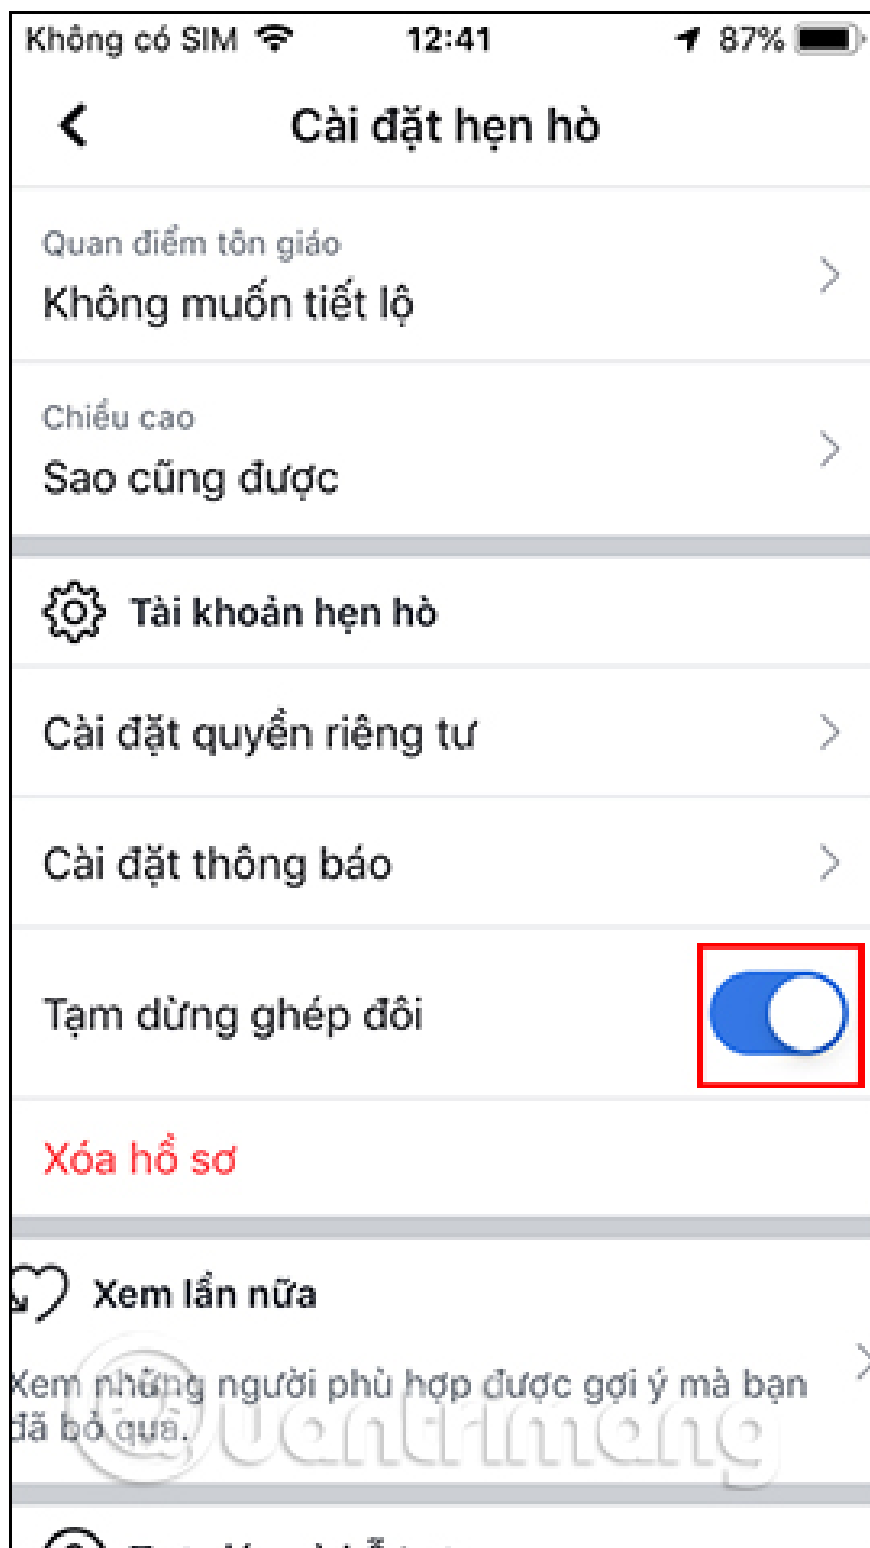 Không có SIM 12:41 87%
Cài đặt hẹn hò
Quan điểm tôn giáo
Không muốn tiết lộ
Chiều cao
Sao cũng được
Tài khoản hẹn hò
Cài đặt quyền riêng tư
Cài đặt thông báo
Tạm dừng ghép đôi
Xóa hồ sơ
Xem lần nữa
Xem những người phù hợp được gợi ý mà bạn
đã bỏ qua.
Quantrimang